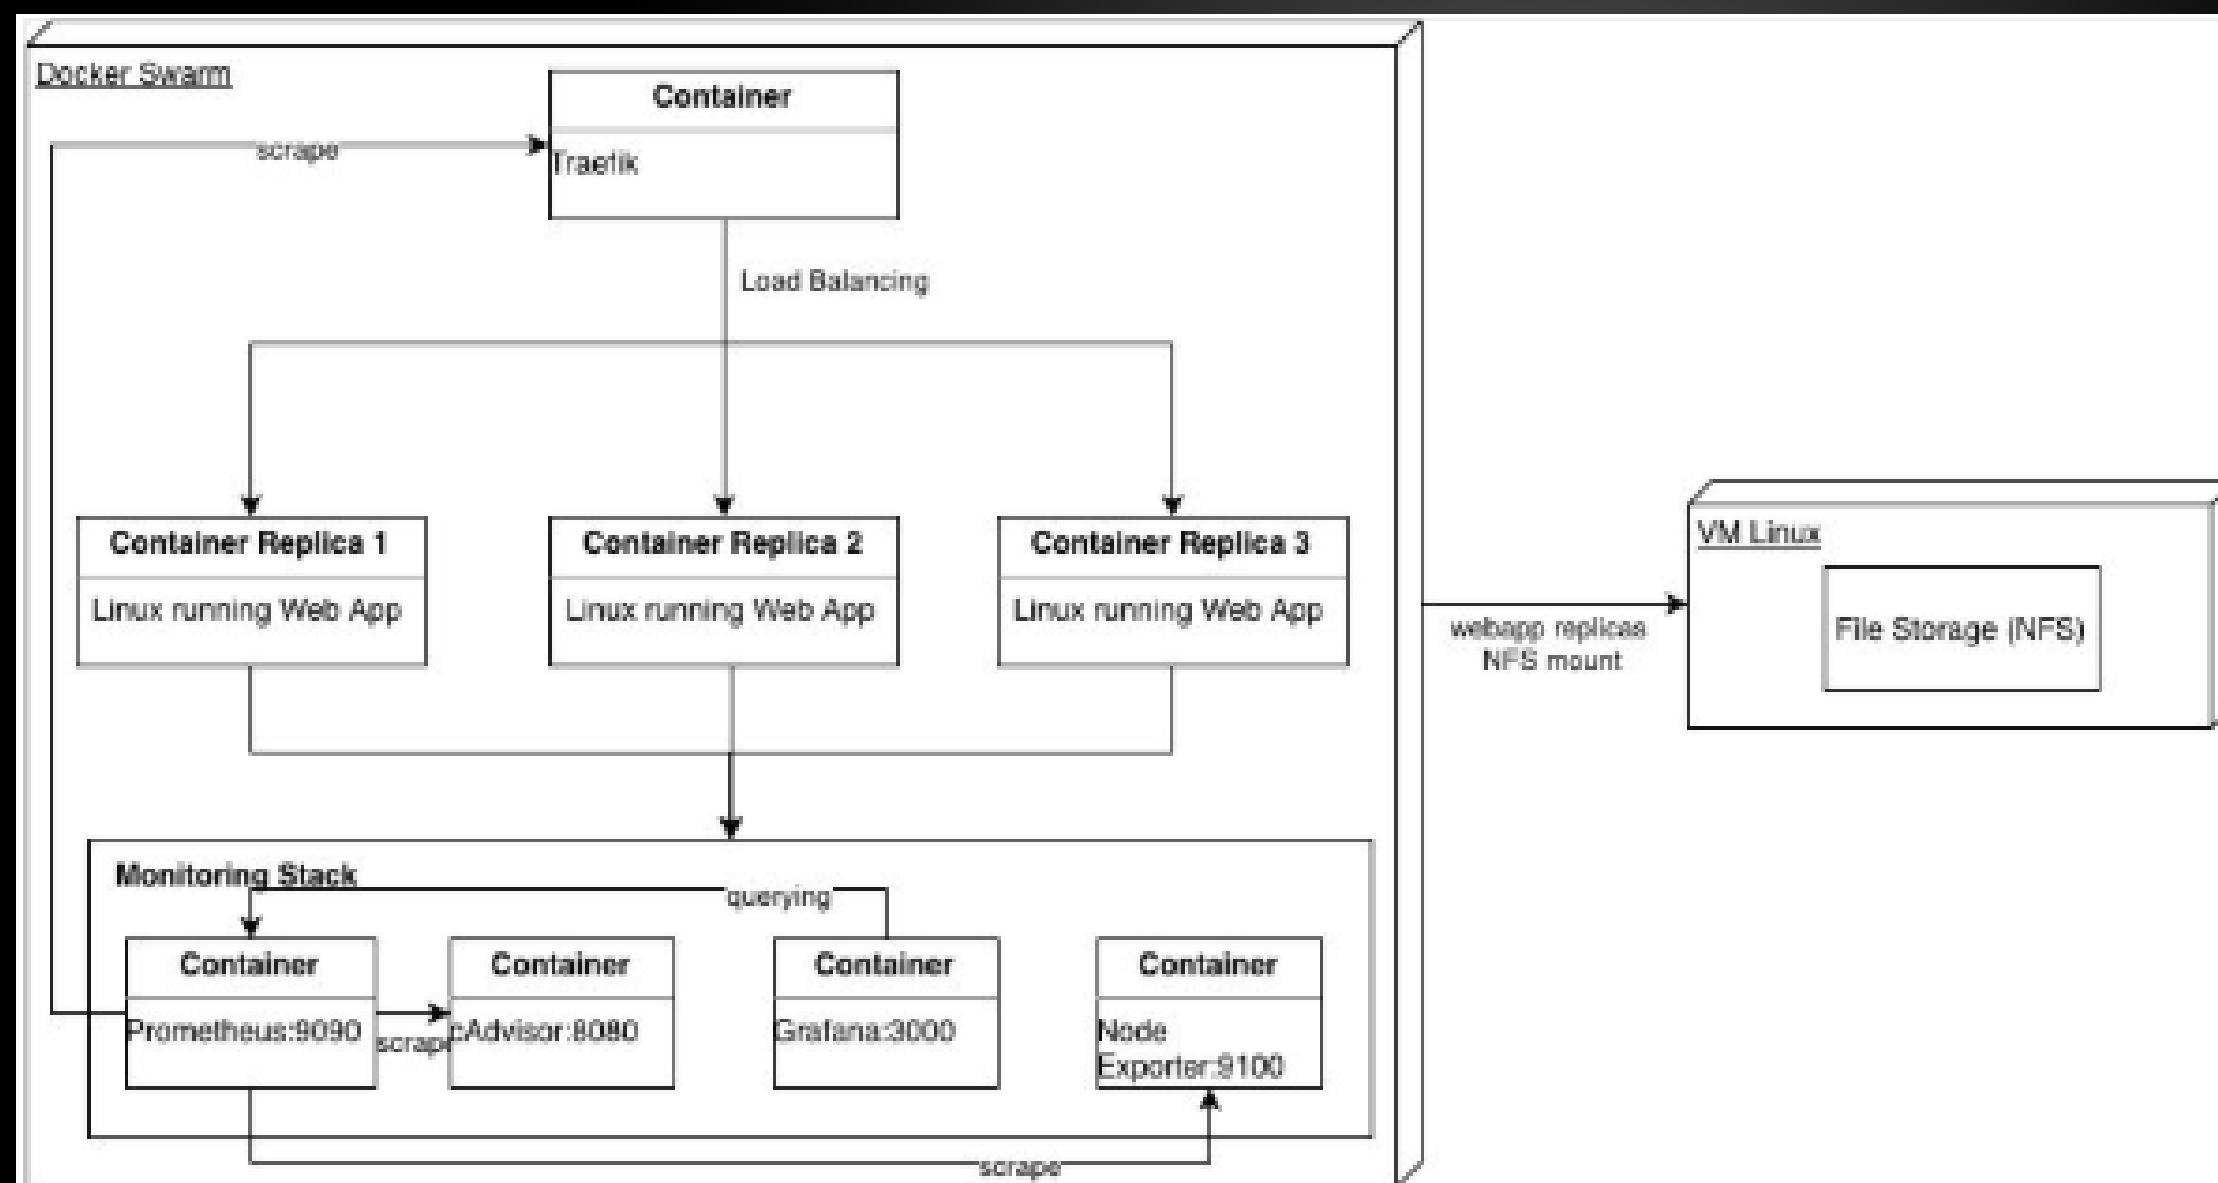 Docker Swarm
Container
scrape
Traefik
Load Balancing
Container Replica 1
Linux running Web App
Container Replica 2
Linux running Web App
Container Replica 3
Linux running Web App
webapp replicas
NFS mount
VM Linux
File Storage (NFS)
Monitoring Stack
querying
Container
Prometheus:9090
scrape
Container
cAdvisor:8080
Container
Grafana:3000
Container
Node
Exporter:9100
scrape